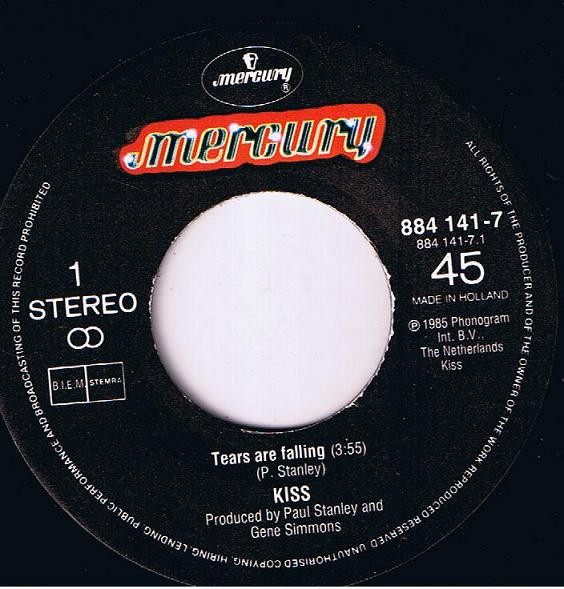 mercury
®
mercury
1
STEREO
B.I.E.M STEMRA
884 141-7
884 141-7.1
45
MADE IN HOLLAND
℗ 1985 Phonogram
Int. B.V.,
The Netherlands
Kiss
Tears are falling (3:55)
(P. Stanley)
KISS
Produced by Paul Stanley and
Gene Simmons
ALL RIGHTS OF THE PRODUCER AND OF THE OWNER OF THE WORK REPRODUCED RESERVED. UNAUTHORISED COPYING, HIRING, LENDING, PUBLIC PERFORMANCE AND BROADCASTING OF THIS RECORD PROHIBITED